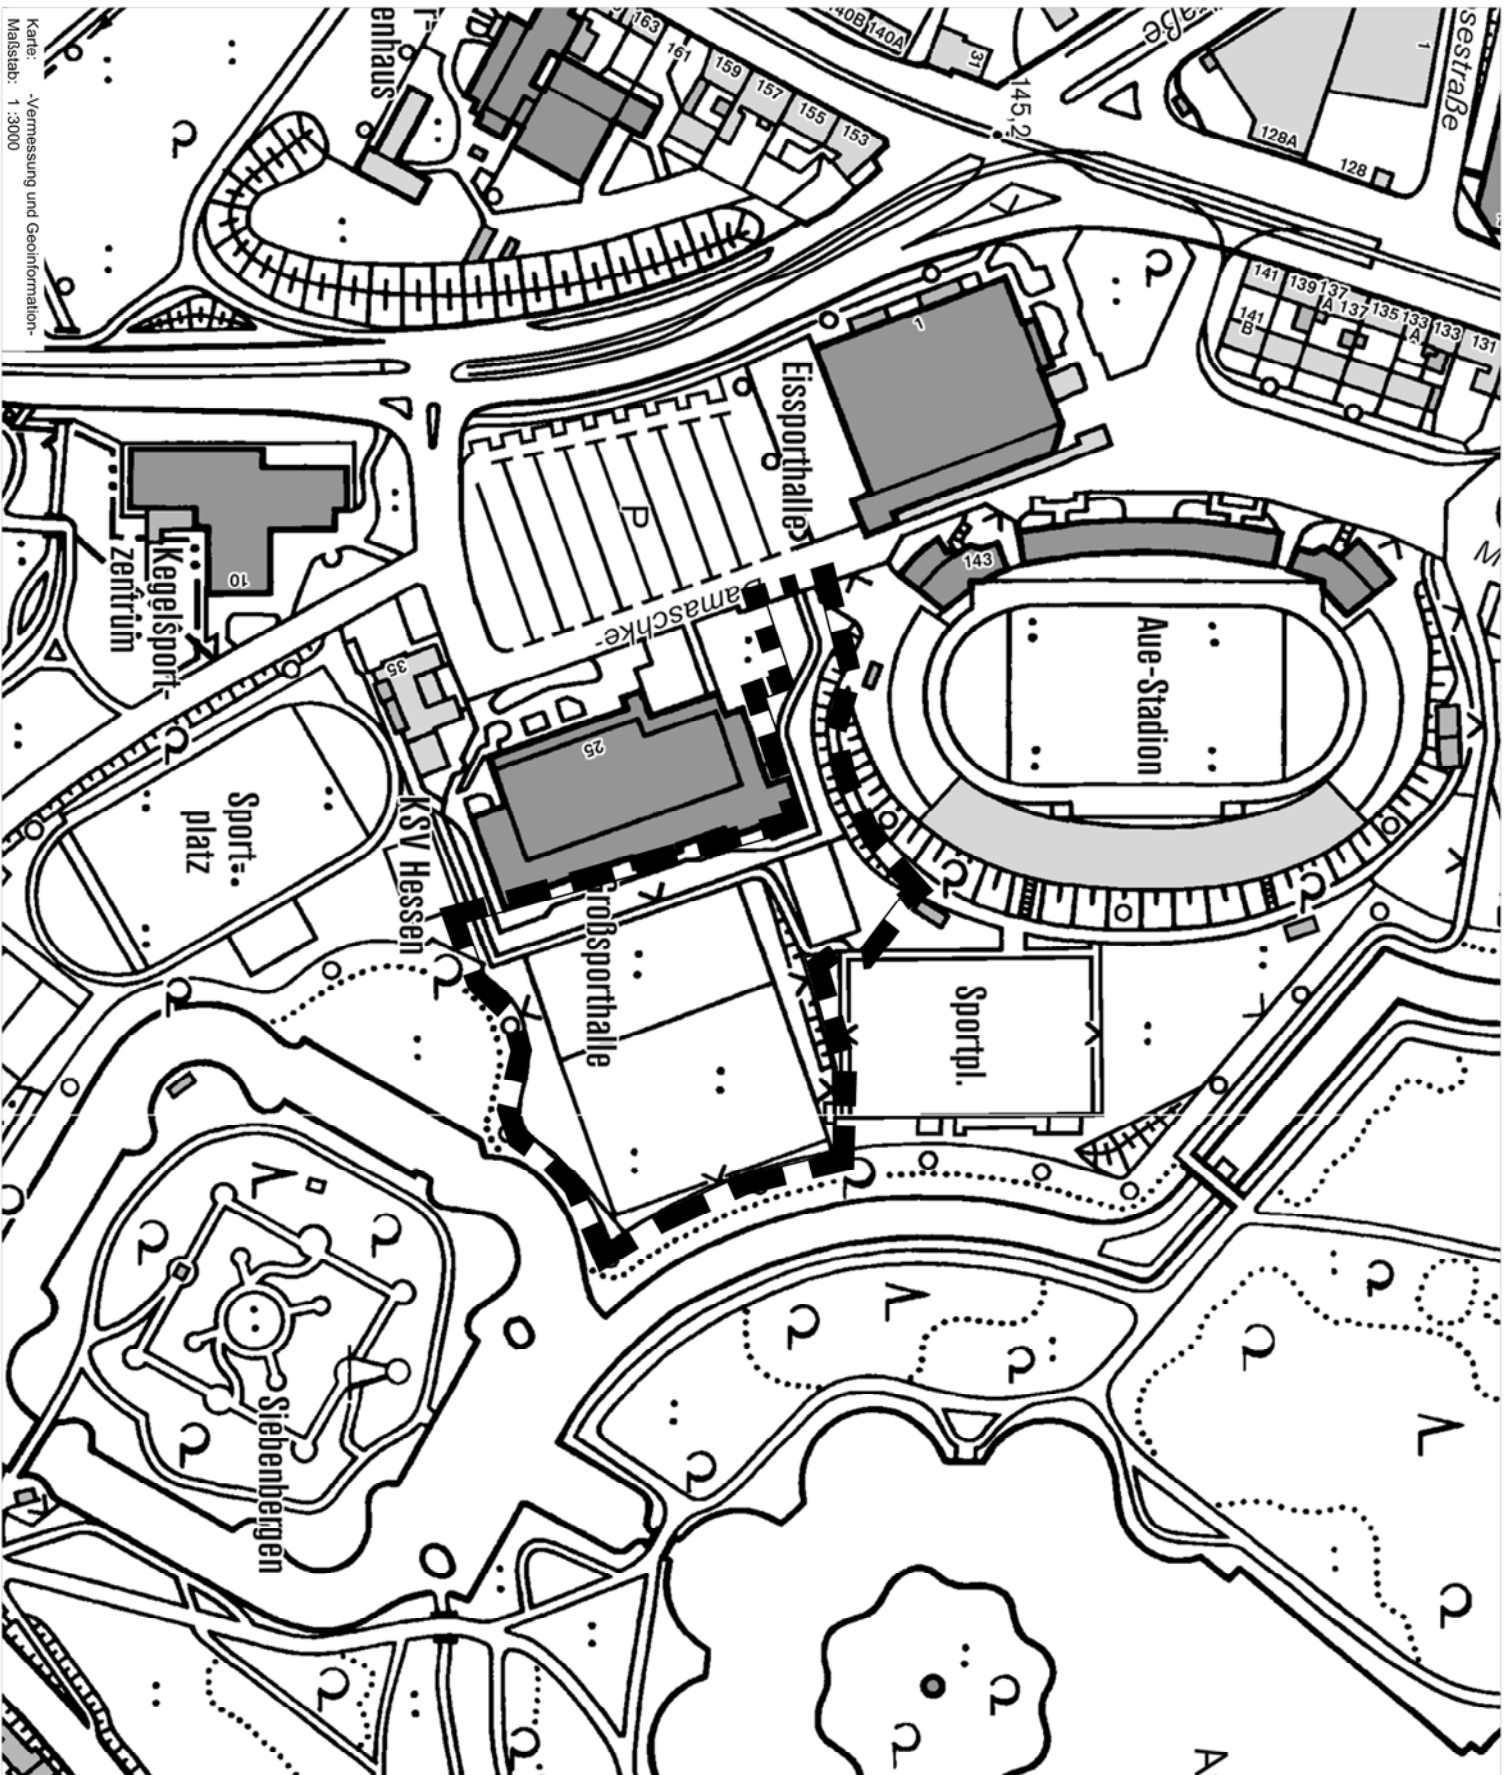 Karte: -Vermessung und Geoinformation-
Maßstab: 1:3000
enhaus
163
161
159
157
155
153
140B
140A
31
145,2
aße
sestraße
1
128A
128
141
139
137
A
137
135
133
A
133
131
141
B
1
Eissporthalle
P
Damaschke-
143
Aue-Stadion
10
Kegelsport-
zentrum
35
25
Sport-
platz
KSV Hessen
Großsporthalle
Sportpl.
Siebenbergen
M
A